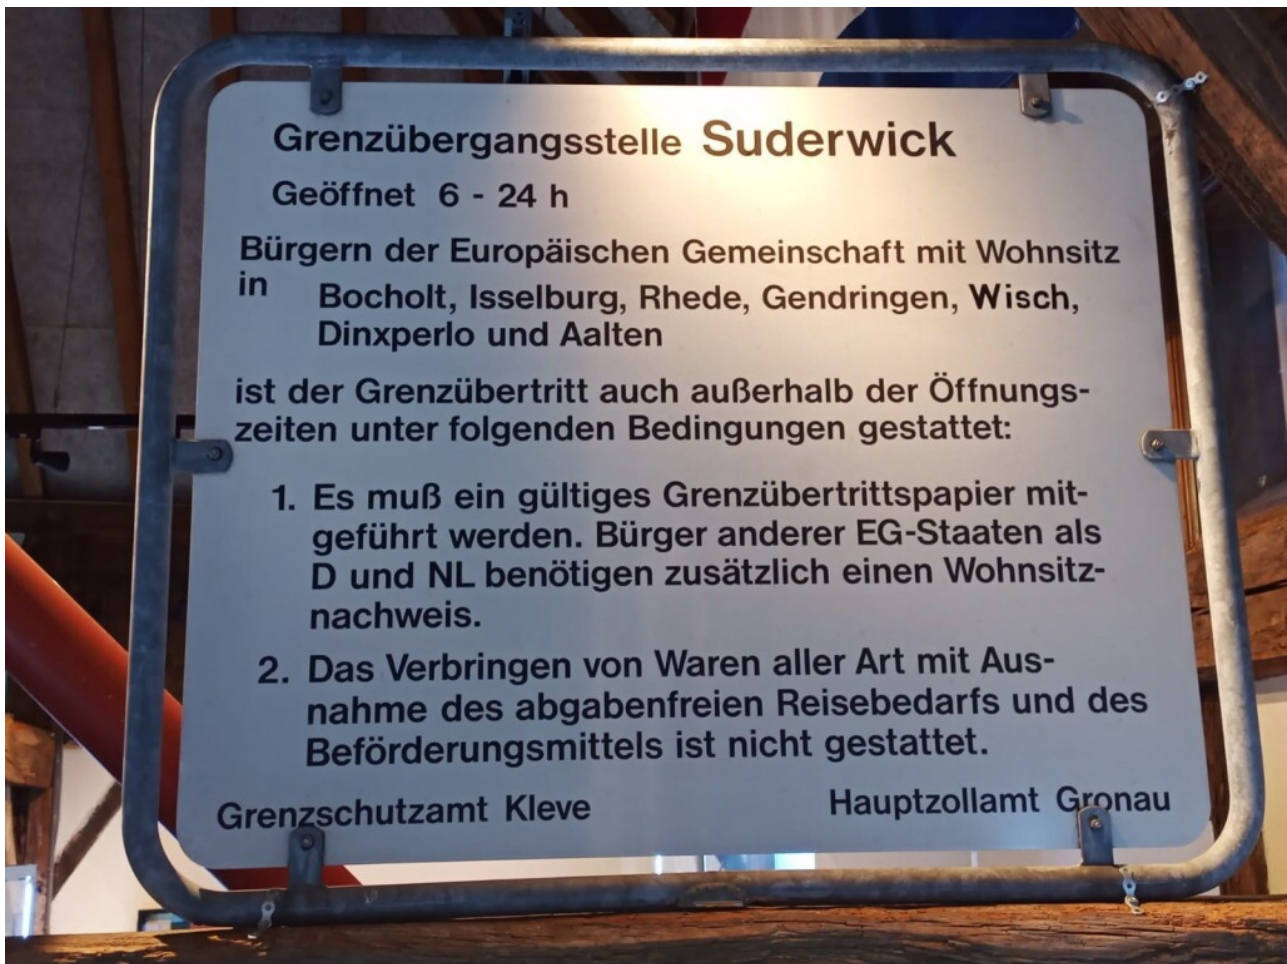 Grenzübergangsstelle Suderwick
Geöffnet 6 - 24 h
Bürgern der Europäischen Gemeinschaft mit Wohnsitz
in Bocholt, Isselburg, Rhede, Gendringen, Wisch,
Dinxperlo und Aalten
ist der Grenzübertritt auch außerhalb der Öffnungs-
zeiten unter folgenden Bedingungen gestattet:
1. Es muß ein gültiges Grenzübertrittspapier mit-
geführt werden. Bürger anderer EG-Staaten als
D und NL benötigen zusätzlich einen Wohnsitz-
nachweis.
2. Das Verbringen von Waren aller Art mit Aus-
nahme des abgabenfreien Reisebedarfs und des
Beförderungsmittels ist nicht gestattet.
Grenzschutzamt Kleve Hauptzollamt Gronau